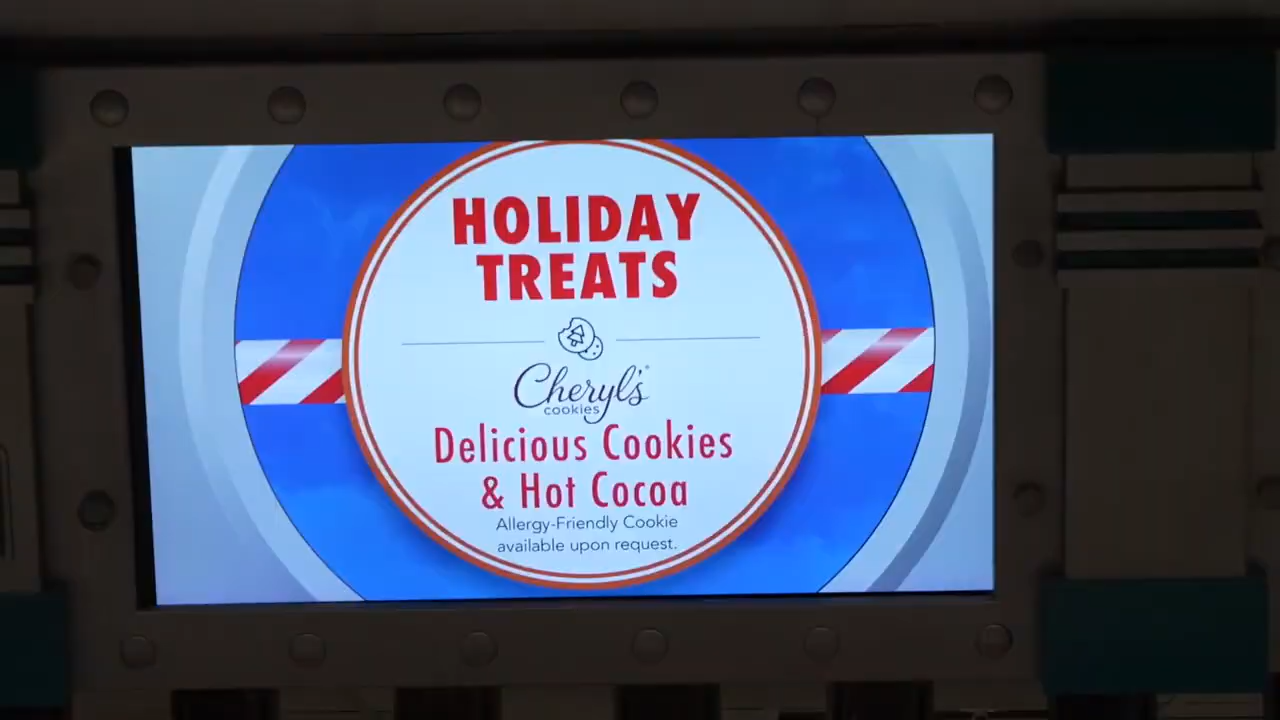 HOLIDAY
TREATS
Cheryl's®
cookies
Delicious Cookies
& Hot Cocoa
Allergy-Friendly Cookie
available upon request.